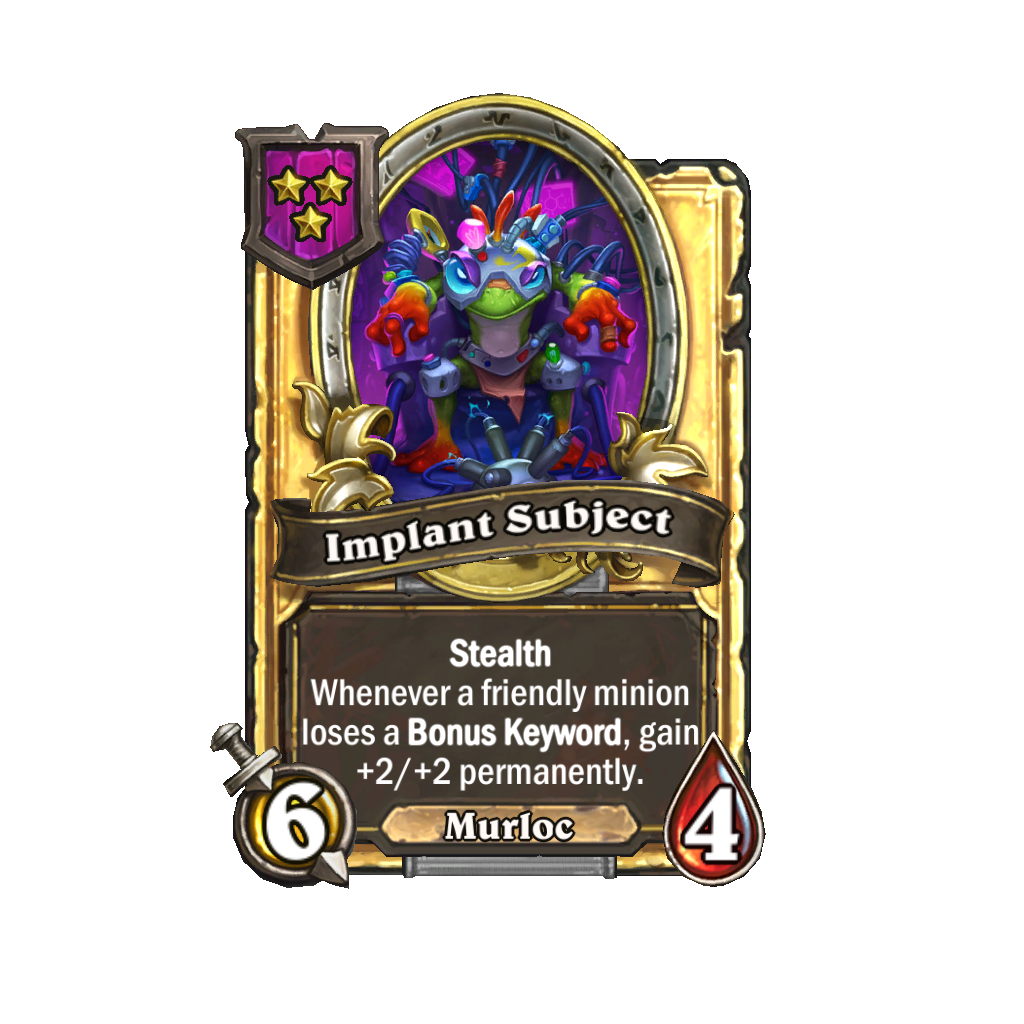 Implant Subject
Stealth
Whenever a friendly minion
loses a Bonus Keyword, gain
+2/+2 permanently.
6
Murloc
4